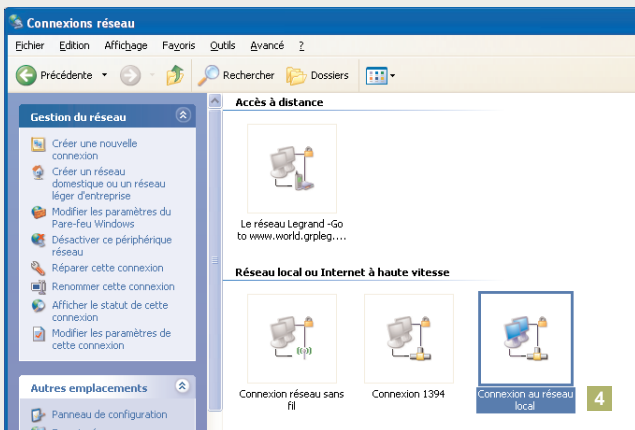 Connexions réseau
Fichier Edition Affichage Favoris Outils Avancé ?
Précédente Rechercher Dossiers
Gestion du réseau
Créer une nouvelle
connexion
Créer un réseau
domestique ou un réseau
léger d'entreprise
Modifier les paramètres du
Pare-feu Windows
Désactiver ce périphérique
réseau
Réparer cette connexion
Renommer cette connexion
Afficher le statut de cette
connexion
Modifier les paramètres de
cette connexion
Autres emplacements
Panneau de configuration
Accès à distance
Le réseau Legrand -Go
to www.world.grpleg....
Réseau local ou Internet à haute vitesse
Connexion réseau sans
fil
Connexion 1394
Connexion au réseau
local
4